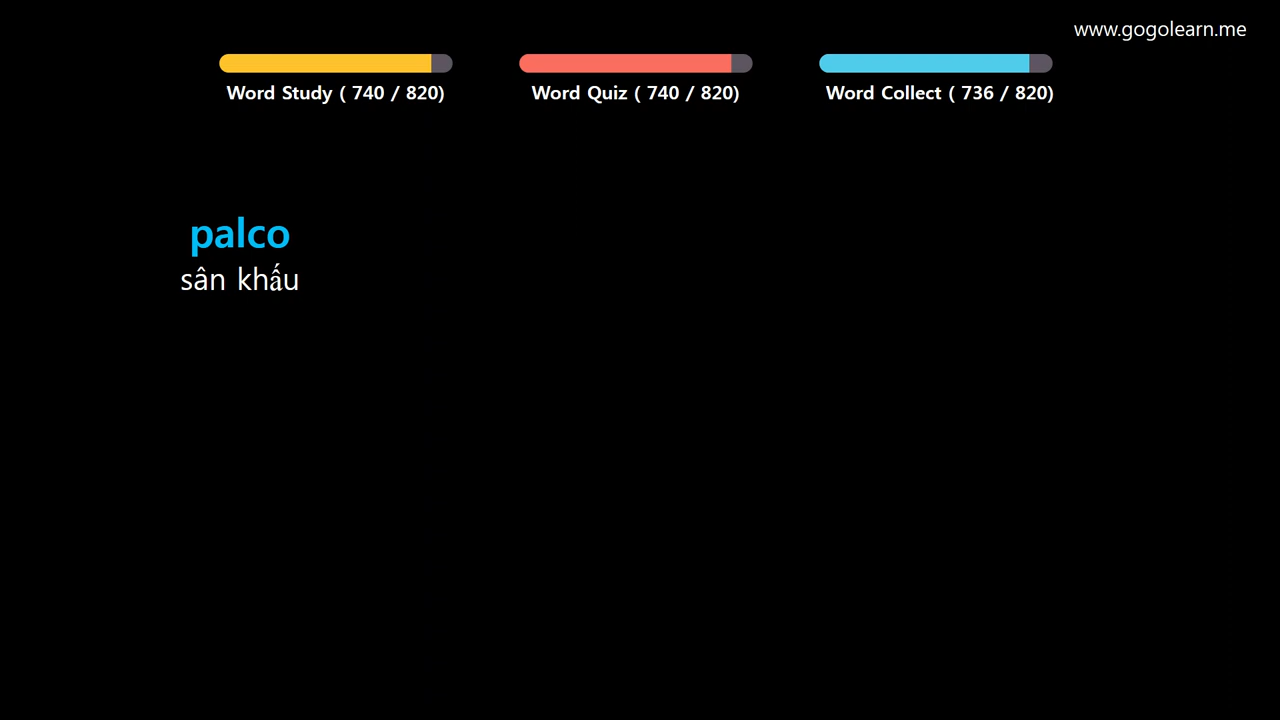 www.gogolearn.me
Word Study ( 740 / 820)
Word Quiz ( 740 / 820)
Word Collect ( 736 / 820)
palco
sân khấu